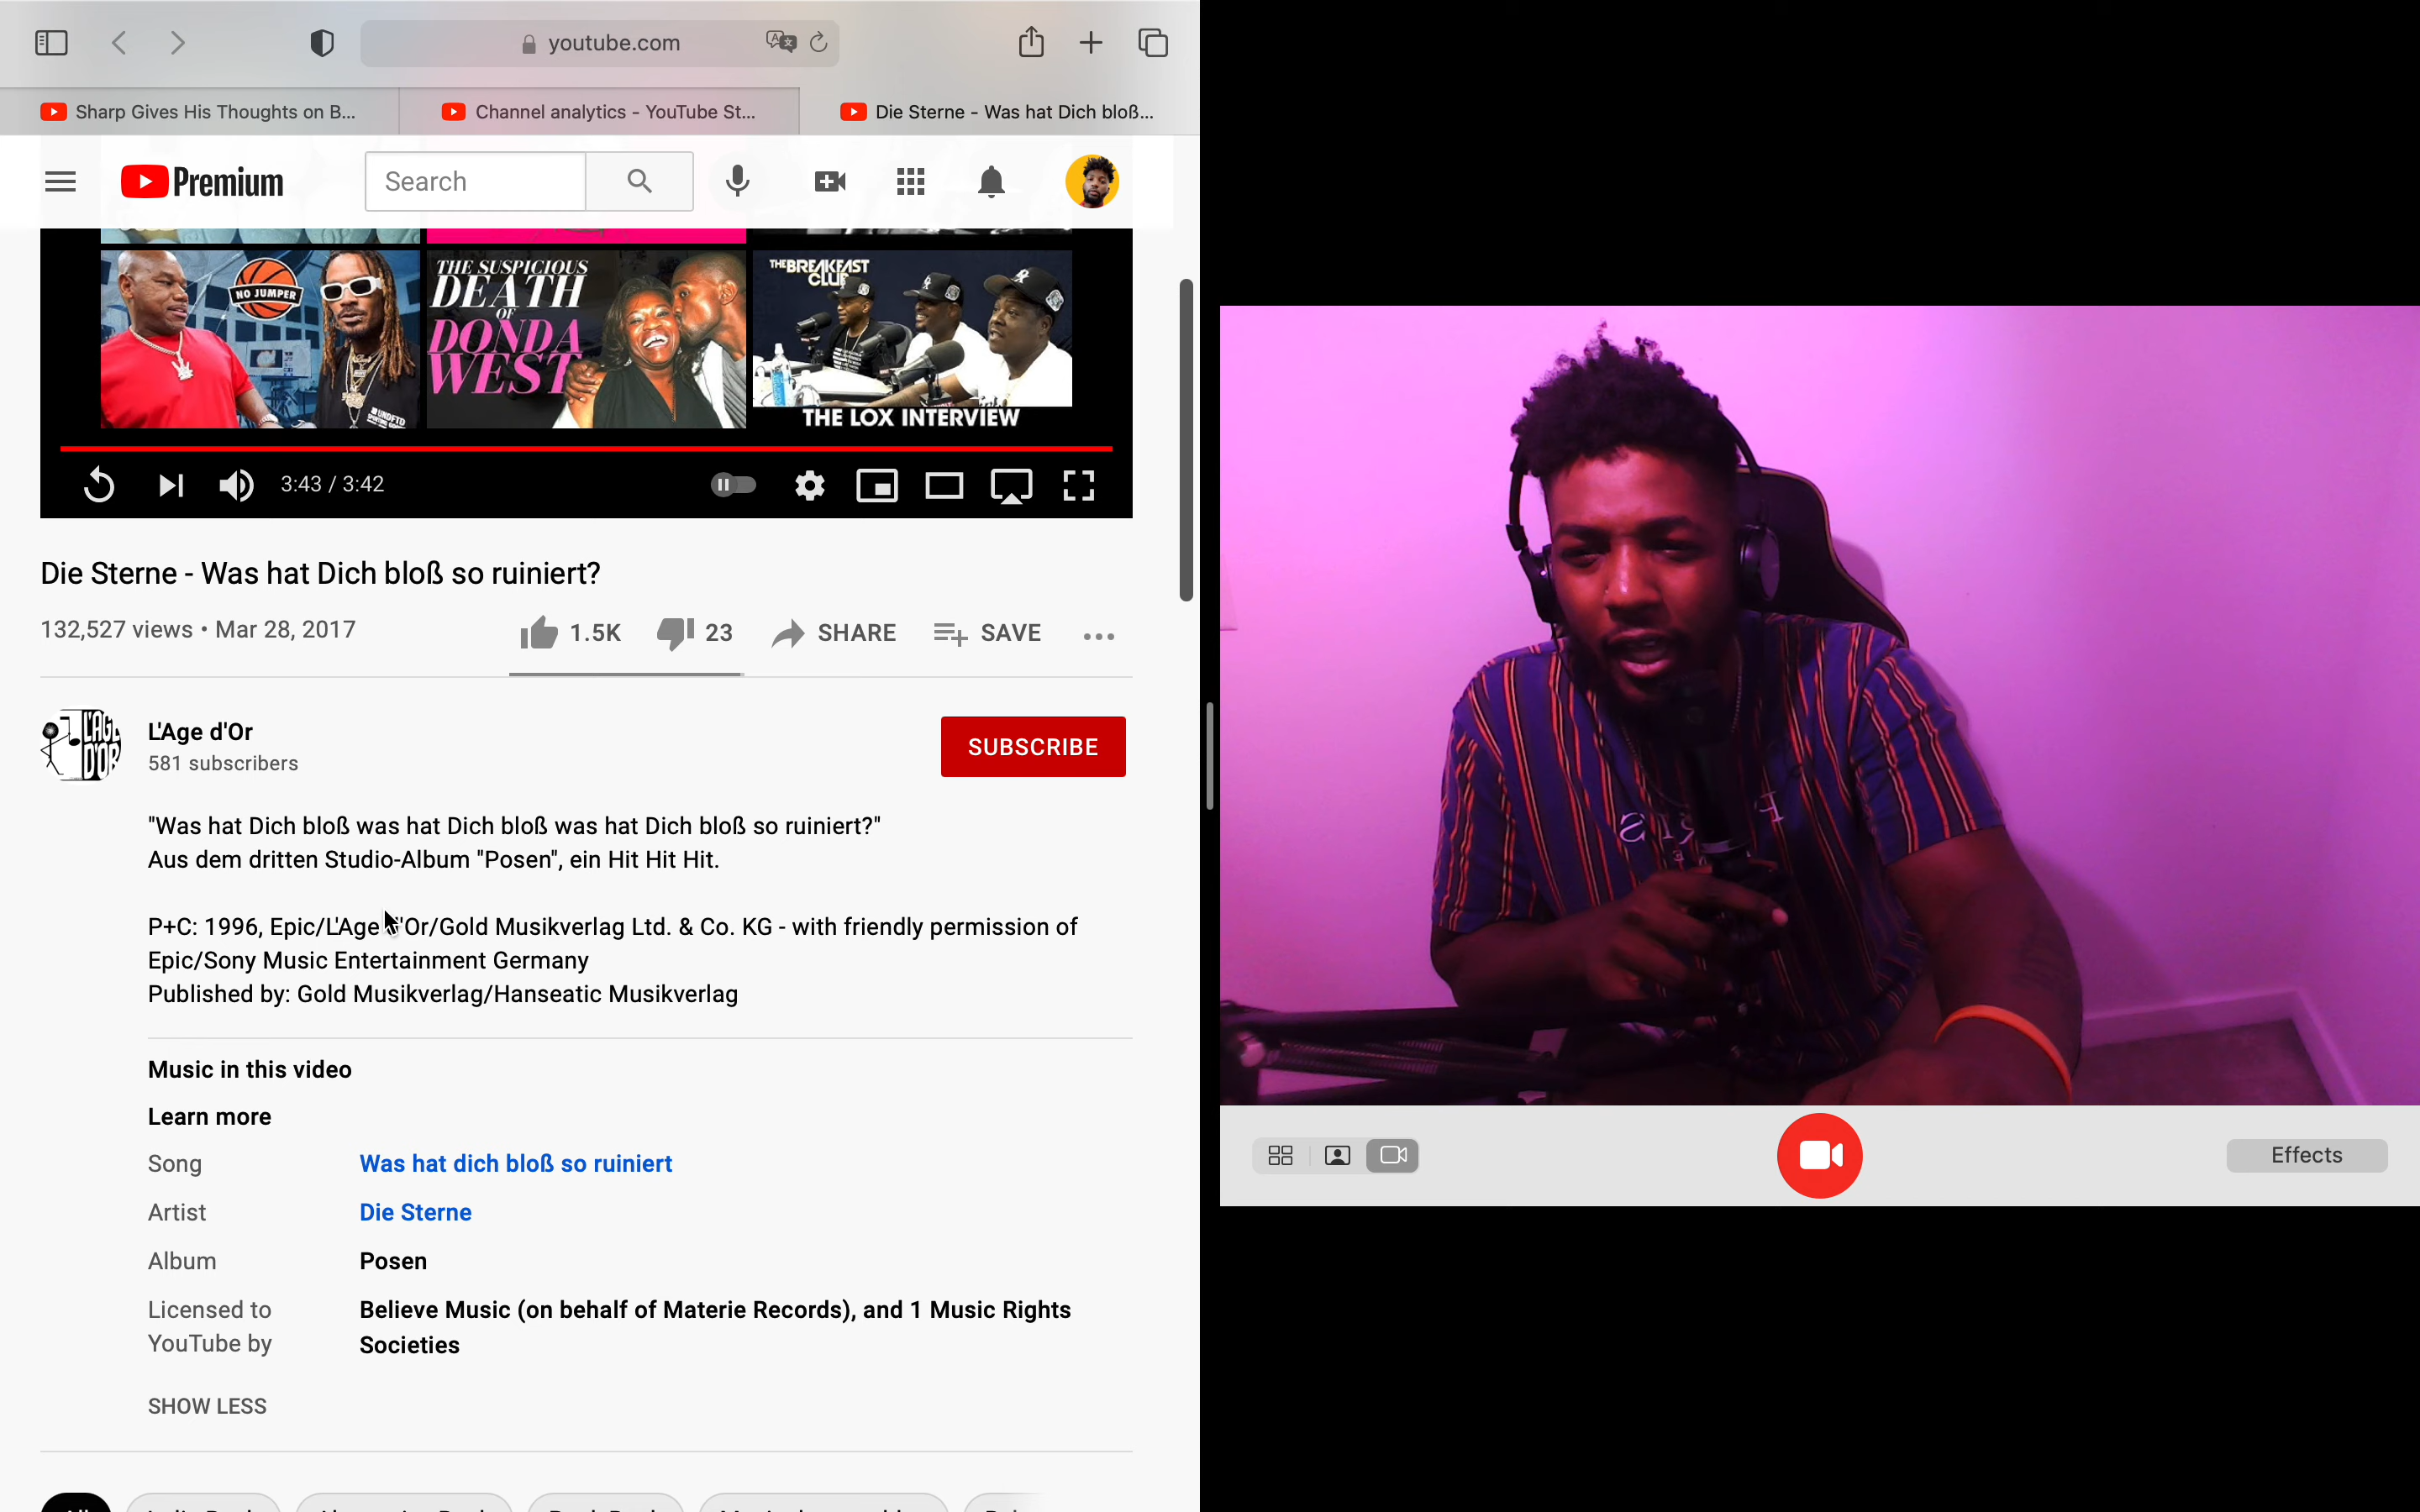 youtube.com
Sharp Gives His Thoughts on B...
Channel analytics - YouTube St...
Die Sterne - Was hat Dich bloß...
Premium
Search
NO JUMPER
UNDFTD
THE SUSPICIOUS
DEATH
OF
DONDA
WEST
THE BREAKFAST
CLUB
THE LOX INTERVIEW
3:43 / 3:42
Die Sterne - Was hat Dich bloß so ruiniert?
132,527 views • Mar 28, 2017
1.5K
23
SHARE
SAVE
L'AGE
D'OR
L'Age d'Or
581 subscribers
SUBSCRIBE
"Was hat Dich bloß was hat Dich bloß was hat Dich bloß so ruiniert?"
Aus dem dritten Studio-Album "Posen", ein Hit Hit Hit.
P+C: 1996, Epic/L'Age d'Or/Gold Musikverlag Ltd. & Co. KG - with friendly permission of
Epic/Sony Music Entertainment Germany
Published by: Gold Musikverlag/Hanseatic Musikverlag
Music in this video
Learn more
Song
Was hat dich bloß so ruiniert
Artist
Die Sterne
Album
Posen
Licensed to
YouTube by
Believe Music (on behalf of Materie Records), and 1 Music Rights
Societies
SHOW LESS
Effects